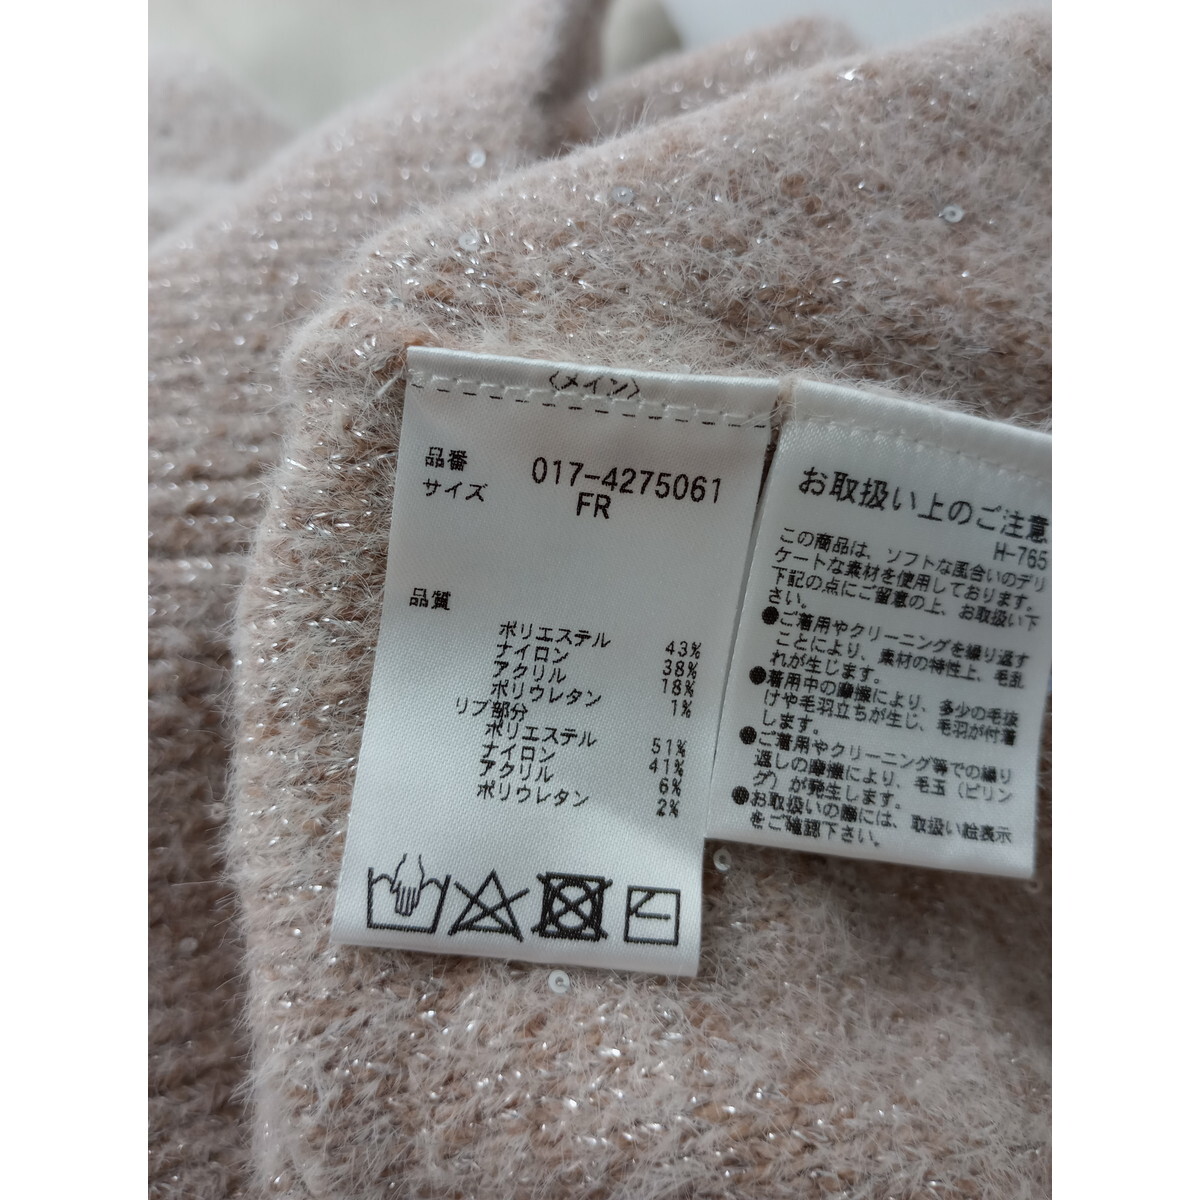 〈メイン〉
品番 017-4275061
サイズ FR
品質
ポリエステル 43%
ナイロン 38%
アクリル 18%
ポリウレタン 1%
リブ部分
ポリエステル 51%
ナイロン 41%
アクリル 6%
ポリウレタン 2%
お取扱い上のご注意
H-765
この商品は、ソフトな風合いのデリ
ケートな素材を使用しております。
下記の点にご留意の上、お取扱い下
さい。
●ご着用やクリーニングを繰り返す
ことにより、素材の特性上、毛乱
れが生じます。
●着用中の摩擦により、多少の毛抜
けや毛羽立ちが生じ、毛羽が付着
します。
●ご着用やクリーニング等での繰り
返しの摩擦により、毛玉（ピリン
グ）が発生します。
●お取扱いの際には、取扱い絵表示
をご確認下さい。